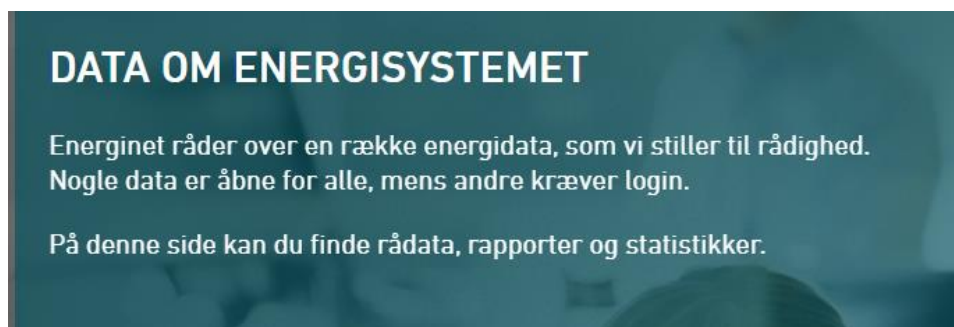 DATA OM ENERGISYSTEMET
Energinet råder over en række energidata, som vi stiller til rådighed.
Nogle data er åbne for alle, mens andre kræver login.
På denne side kan du finde rådata, rapporter og statistikker.